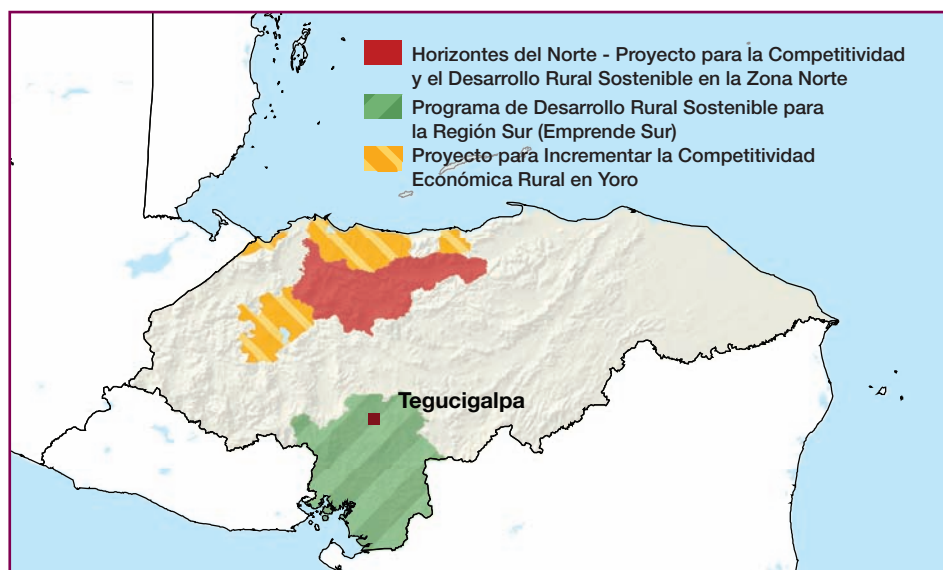 Horizontes del Norte - Proyecto para la Competitividad
y el Desarrollo Rural Sostenible en la Zona Norte
Programa de Desarrollo Rural Sostenible para
la Región Sur (Emprende Sur)
Proyecto para Incrementar la Competitividad
Económica Rural en Yoro
Tegucigalpa